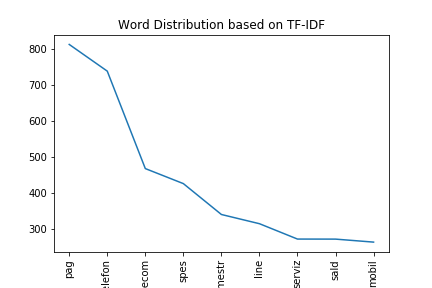 Word Distribution based on TF-IDF
800
700
600
500
400
300
pag
elefon
ecom
spes
mestr
line
serviz
sald
mobil